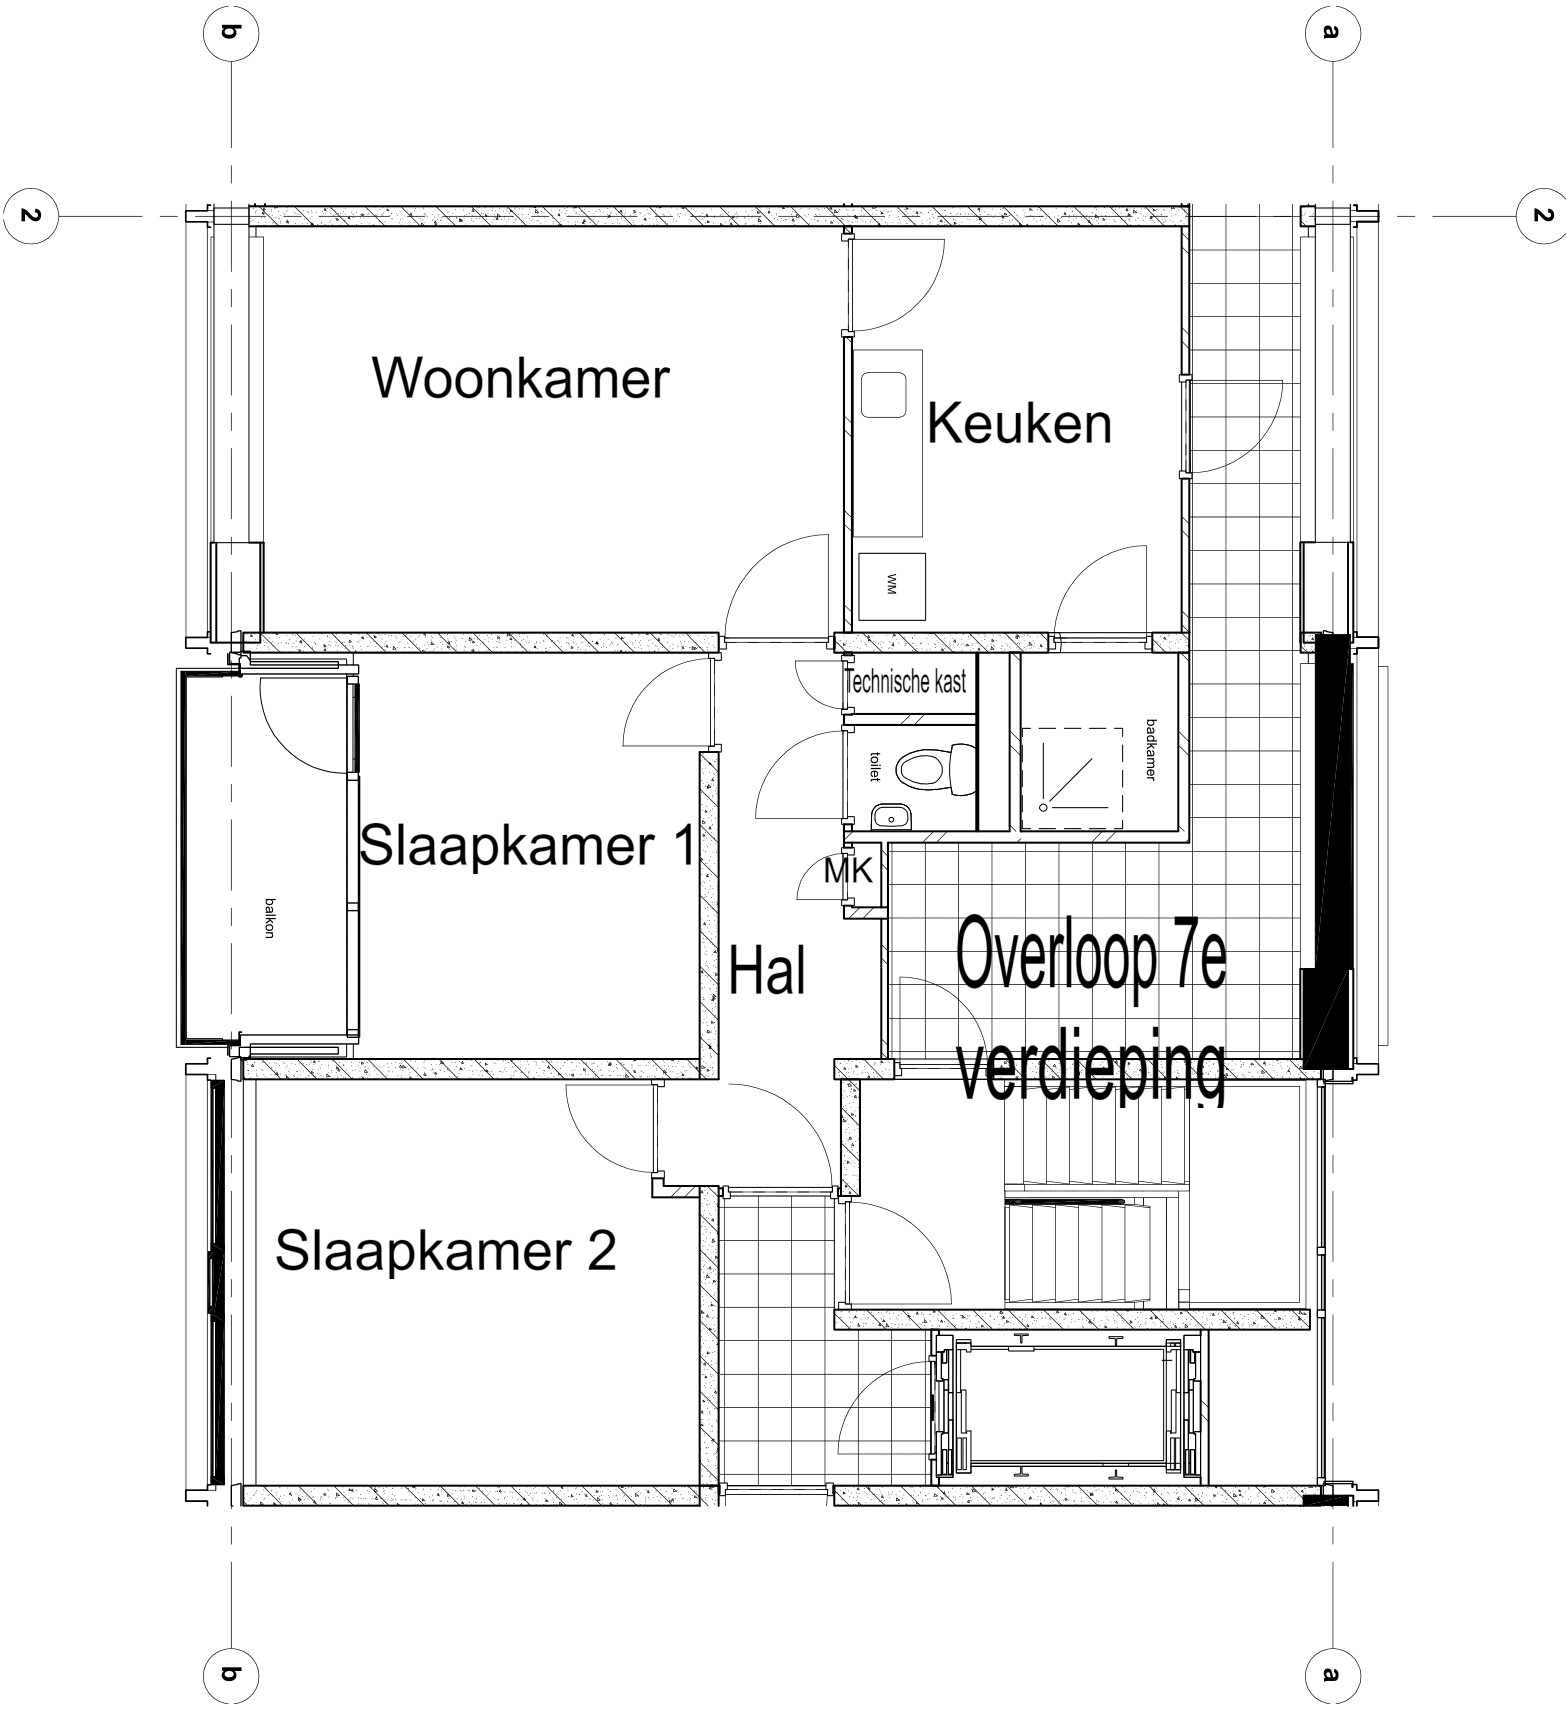 b
a
2
2
Woonkamer
Keuken
WM
Technische kast
toilet
badkamer
Slaapkamer 1
MK
balkon
Hal
Overloop 7e
verdieping
Slaapkamer 2
b
a